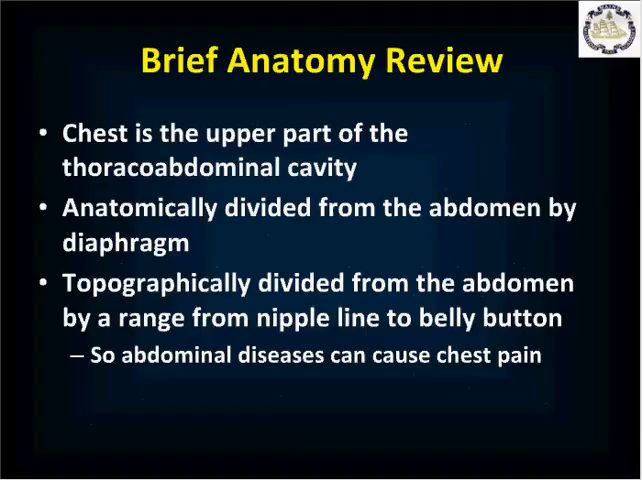 Brief Anatomy Review
• Chest is the upper part of the
thoracoabdominal cavity
• Anatomically divided from the abdomen by
diaphragm
• Topographically divided from the abdomen
by a range from nipple line to belly button
– So abdominal diseases can cause chest pain